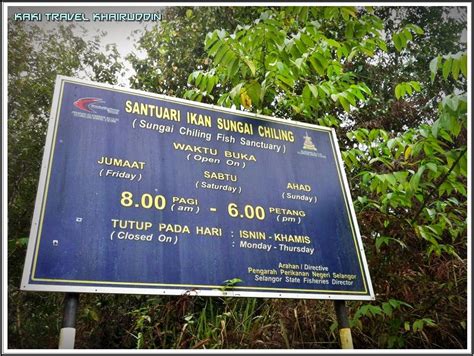 KAKI TRAVEL KHAIRUDDIN
SANTUARI IKAN SUNGAI CHILING
( Sungai Chiling Fish Sanctuary )
WAKTU BUKA
( Open On )
JUMAAT SABTU AHAD
( Friday ) ( Saturday ) ( Sunday )
8.00 PAGI ( am ) - 6.00 PETANG ( pm )
TUTUP PADA HARI : ISNIN - KHAMIS
( Closed On ) : Monday - Thursday
Arahan / Directive
Pengarah Perikanan Negeri Selangor
Selangor State Fisheries Director